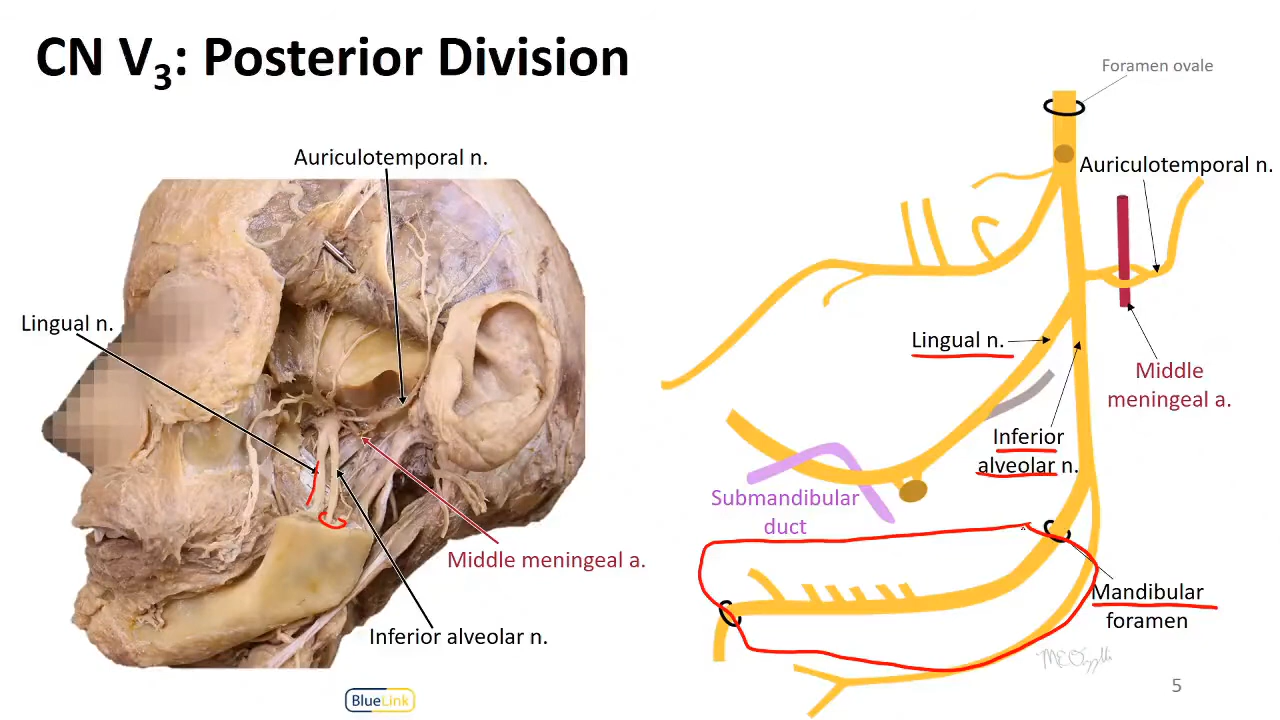 CN V3: Posterior Division
Foramen ovale
Auriculotemporal n.
Auriculotemporal n.
Lingual n.
Lingual n.
Middle
meningeal a.
Inferior
alveolar n.
Submandibular
duct
Middle meningeal a.
Mandibular
foramen
Inferior alveolar n.
BlueLink
5